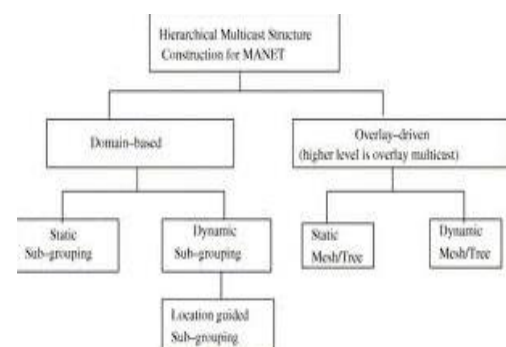 Hierarchical Multicast Structure
Construction for MANET
Domain-based
Overlay-driven
(higher level is overlay multicast)
Static
Sub-grouping
Dynamic
Sub-grouping
Static
Mesh/Tree
Dynamic
Mesh/Tree
Location guided
Sub-grouping